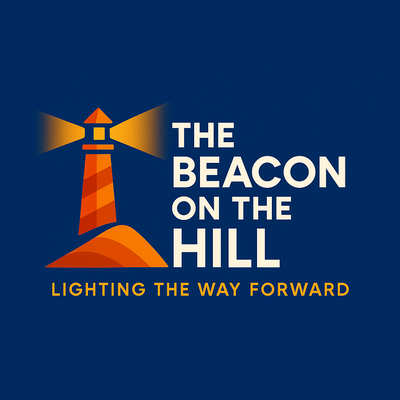 THE
BEACON
ON THE
HILL
LIGHTING THE WAY FORWARD